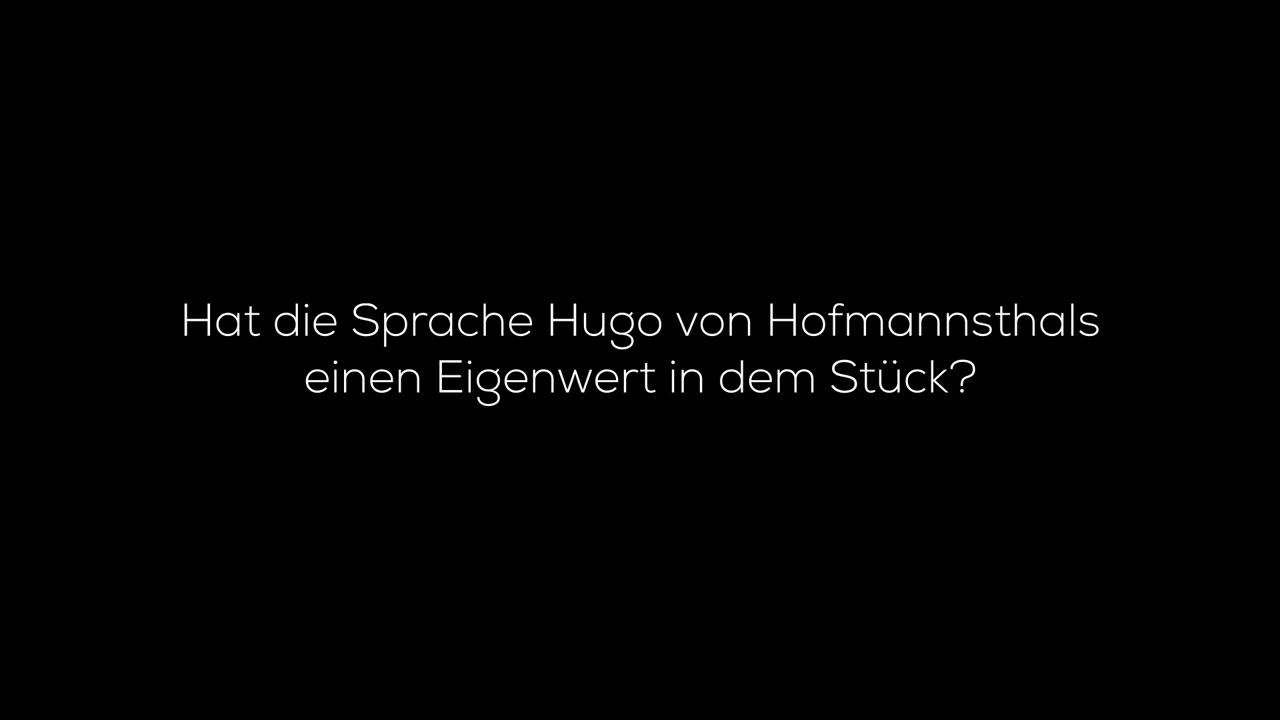 Hat die Sprache Hugo von Hofmannsthals
einen Eigenwert in dem Stück?